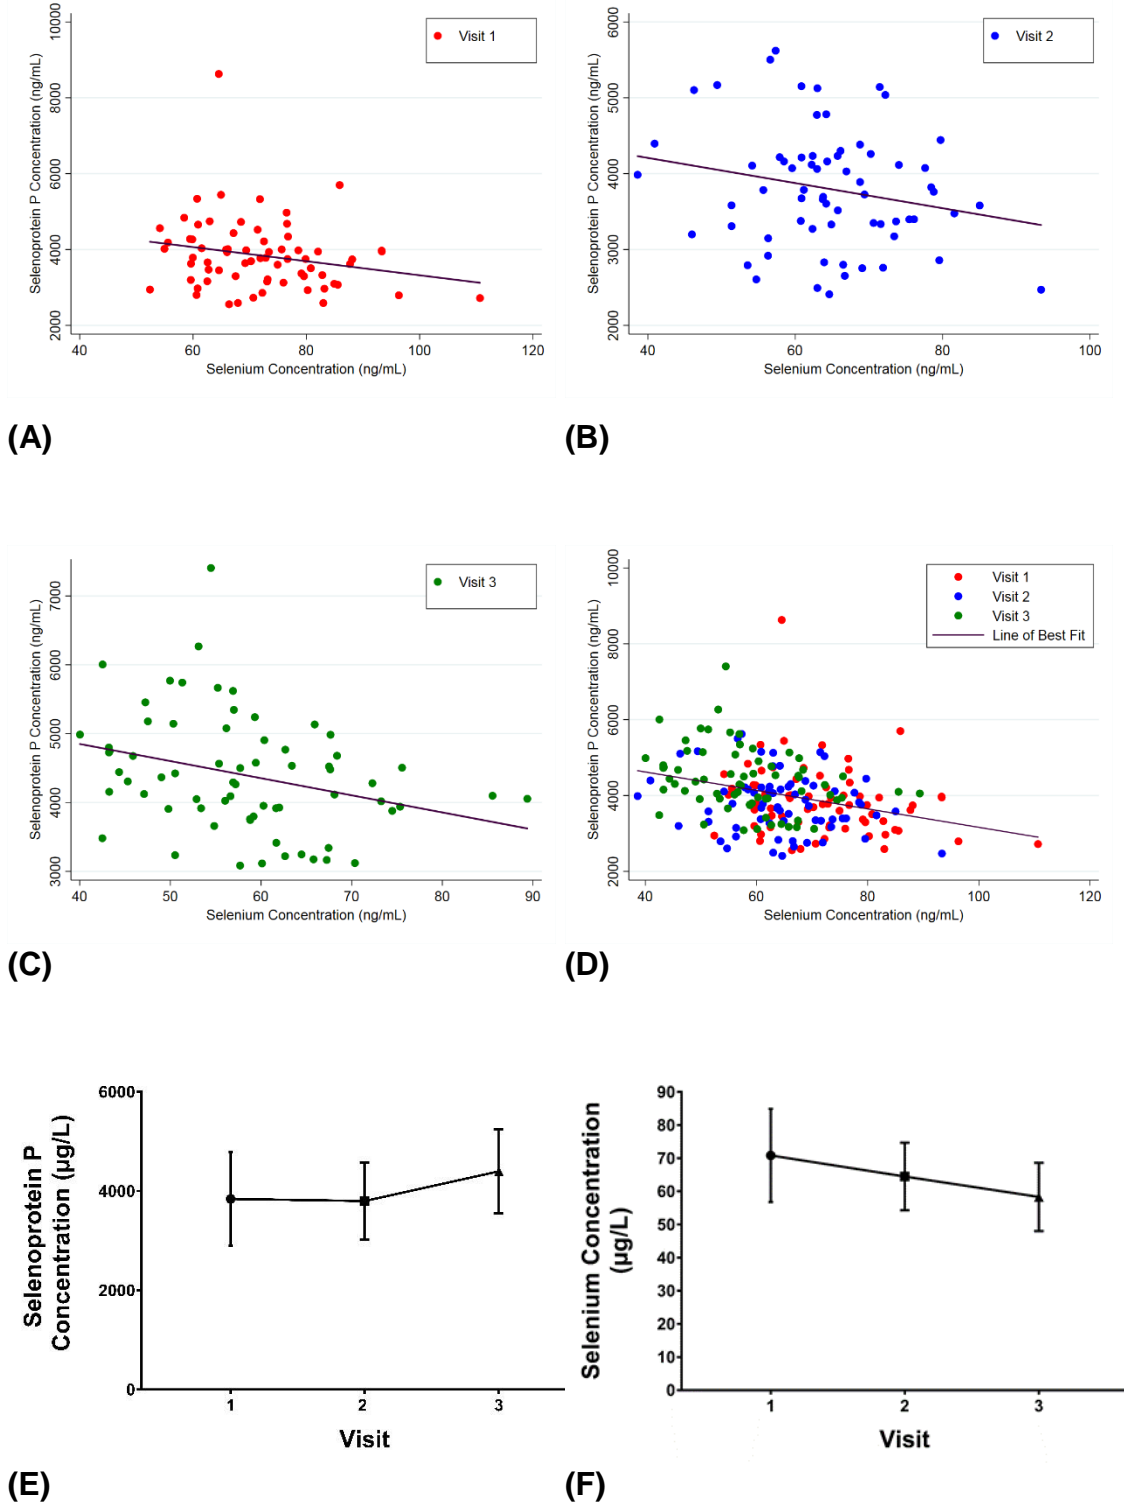 Selenoprotein P Concentration (ng/mL)
10000
8000
6000
4000
2000
Visit 1
40 60 80 100 120
Selenium Concentration (ng/mL)
(A)
Selenoprotein P Concentration (ng/mL)
6000
5000
4000
3000
2000
Visit 2
40 60 80 100
Selenium Concentration (ng/mL)
(B)
Selenoprotein P Concentration (ng/mL)
7000
6000
5000
4000
3000
Visit 3
40 50 60 70 80 90
Selenium Concentration (ng/mL)
(C)
Selenoprotein P Concentration (ng/mL)
10000
8000
6000
4000
2000
Visit 1
Visit 2
Visit 3
Line of Best Fit
40 60 80 100 120
Selenium Concentration (ng/mL)
(D)
Selenoprotein P
Concentration (µg/L)
6000
4000
2000
0
1 2 3
Visit
(E)
Selenium Concentration
(µg/L)
90
80
70
60
50
40
30
20
10
0
1 2 3
Visit
(F)